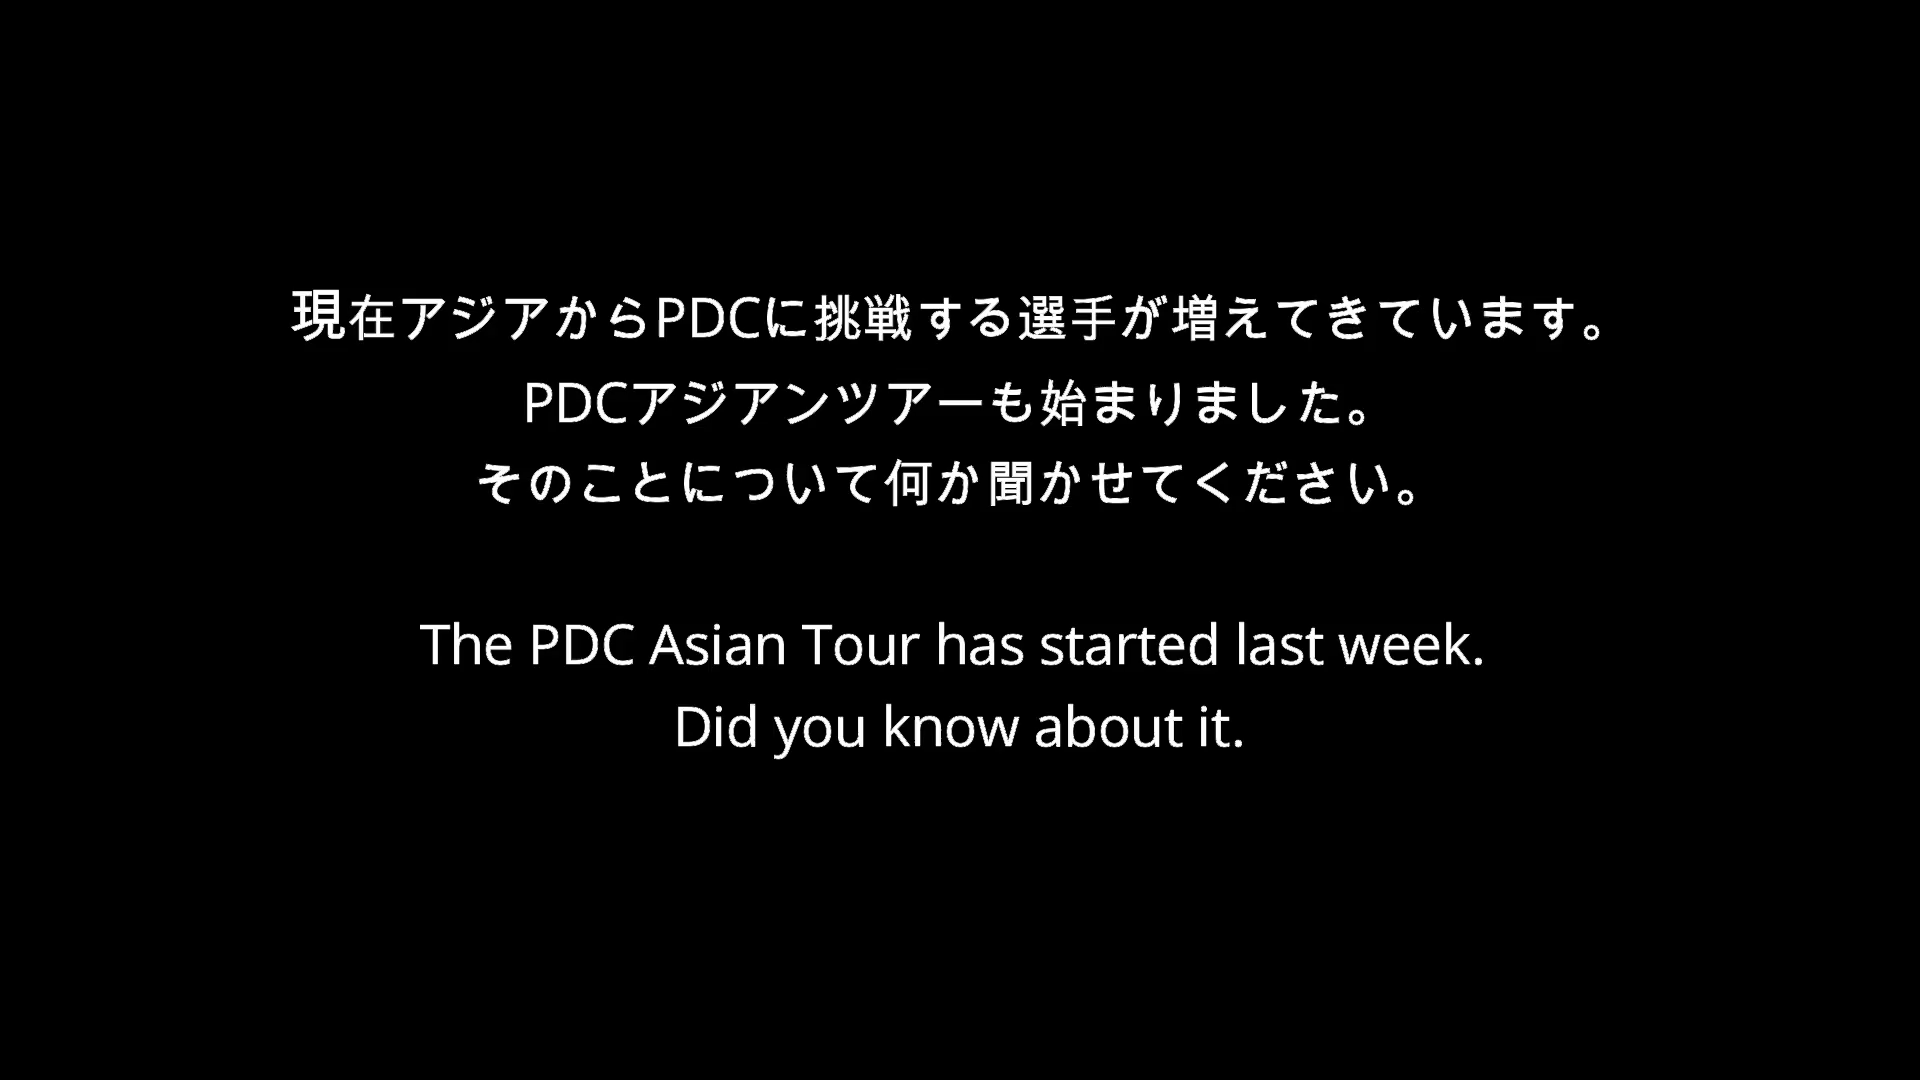 現在アジアからPDCに挑戦する選手が増えてきています。
PDCアジアンツアーも始まりました。
そのことについて何か聞かせてください。
The PDC Asian Tour has started last week.
Did you know about it.